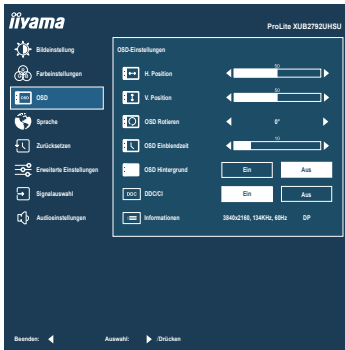 iiyama
ProLite XUB2792UHSU
Bildeinstellung
Farbeinstellungen
OSD OSD
Sprache
Zurücksetzen
Erweiterte Einstellungen
Signalauswahl
Audioeinstellungen
OSD-Einstellungen
H. Position 50
V. Position 50
OSD Rotieren 0°
OSD Einblendzeit 10
OSD Hintergrund Ein Aus
DDC DDC/CI Ein Aus
Informationen 3840x2160, 134KHz, 60Hz DP
Beenden: Auswahl: /Drücken